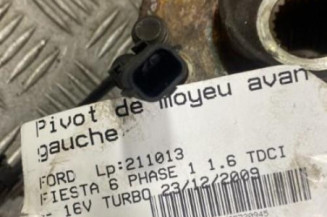 Pivot de moyeu avan
gauche
FORD Lp:211013
FIESTA 6 PHASE 1 1.6 TDCI
16V TURBO 23/12/2009